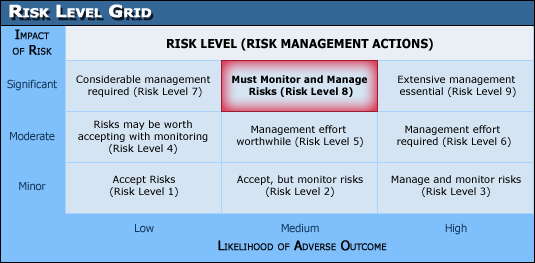 RISK LEVEL GRID
IMPACT
OF RISK
RISK LEVEL (RISK MANAGEMENT ACTIONS)
Significant
Considerable management
required (Risk Level 7)
Must Monitor and Manage
Risks (Risk Level 8)
Extensive management
essential (Risk Level 9)
Moderate
Risks may be worth
accepting with monitoring
(Risk Level 4)
Management effort
worthwhile (Risk Level 5)
Management effort
required (Risk Level 6)
Minor
Accept Risks
(Risk Level 1)
Accept, but monitor risks
(Risk Level 2)
Manage and monitor risks
(Risk Level 3)
Low
Medium
High
LIKELIHOOD OF ADVERSE OUTCOME